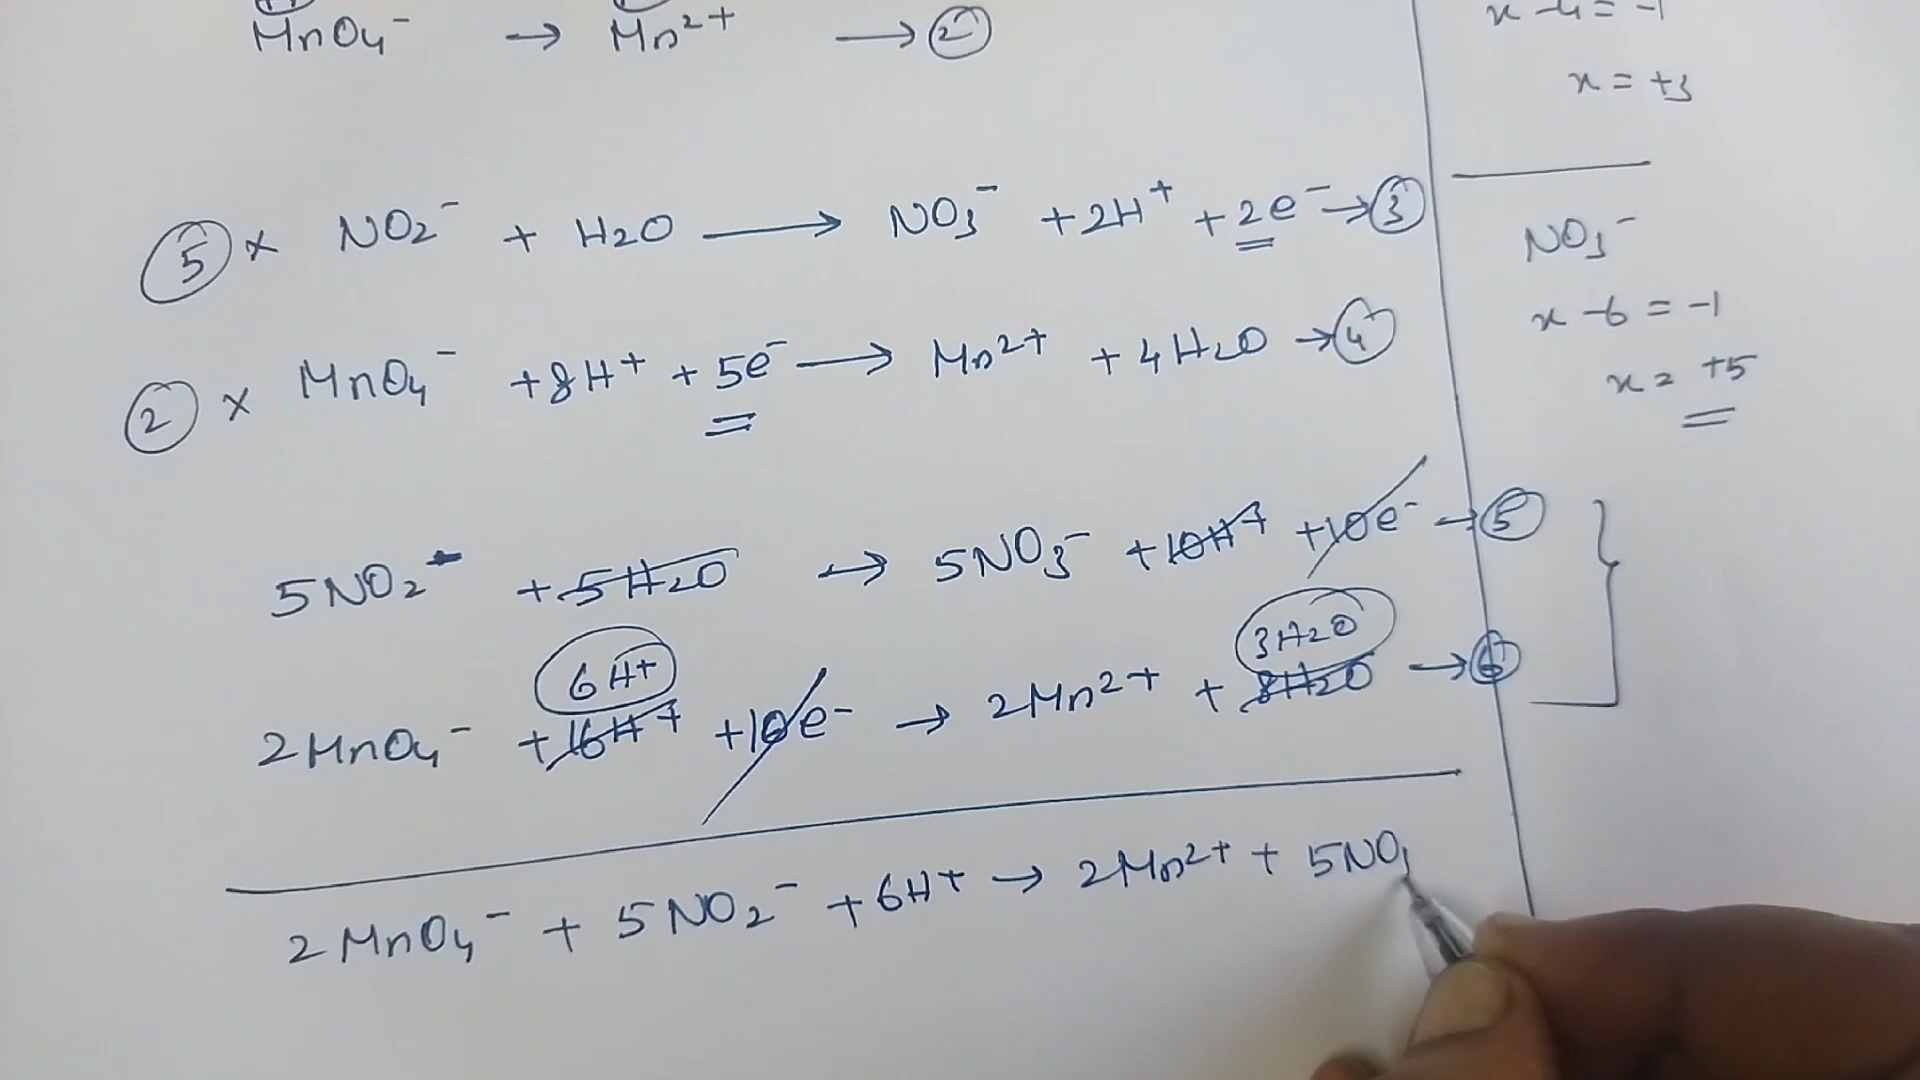 MnO4⁻ → Mn²⁺ → ②
x - 4 = -1
x = +3
⑤ × NO2⁻ + H2O → NO3⁻ + 2H⁺ + 2e⁻ → ③
② × MnO4⁻ + 8H⁺ + 5e⁻ → Mn²⁺ + 4H2O → ④
NO3⁻
x - 6 = -1
x = +5
5NO2⁻ + 5H2O → 5NO3⁻ + 10H⁺ + 10e⁻ → ⑤
6H⁺ 3H2O
2MnO4⁻ + 16H⁺ + 10e⁻ → 2Mn²⁺ + 8H2O → ⑥
2MnO4⁻ + 5NO2⁻ + 6H⁺ → 2Mn²⁺ + 5NO3